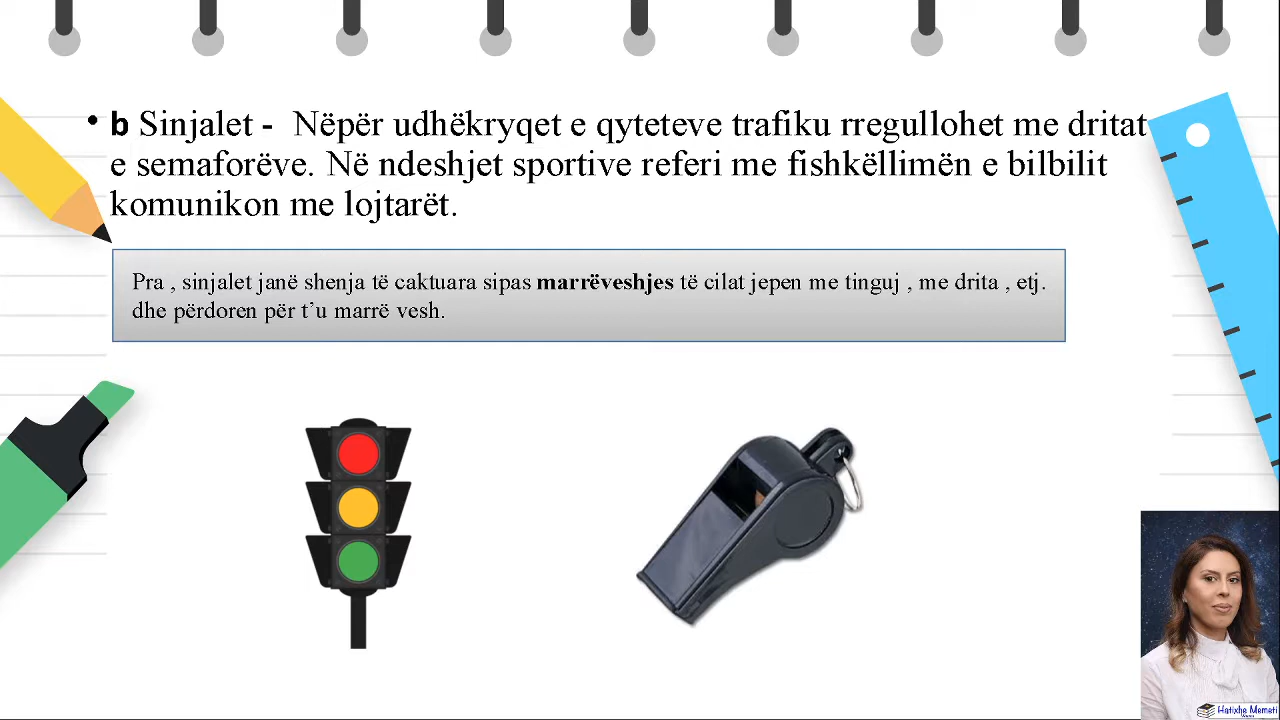 • b Sinjalet - Nëpër udhëkryqet e qyteteve trafiku rregullohet me dritat
e semaforëve. Në ndeshjet sportive referi me fishkëllimën e bilbilit
komunikon me lojtarët.
Pra , sinjalet janë shenja të caktuara sipas marrëveshjes të cilat jepen me tinguj , me drita , etj.
dhe përdoren për t’u marrë vesh.
Hatixhe Memeti